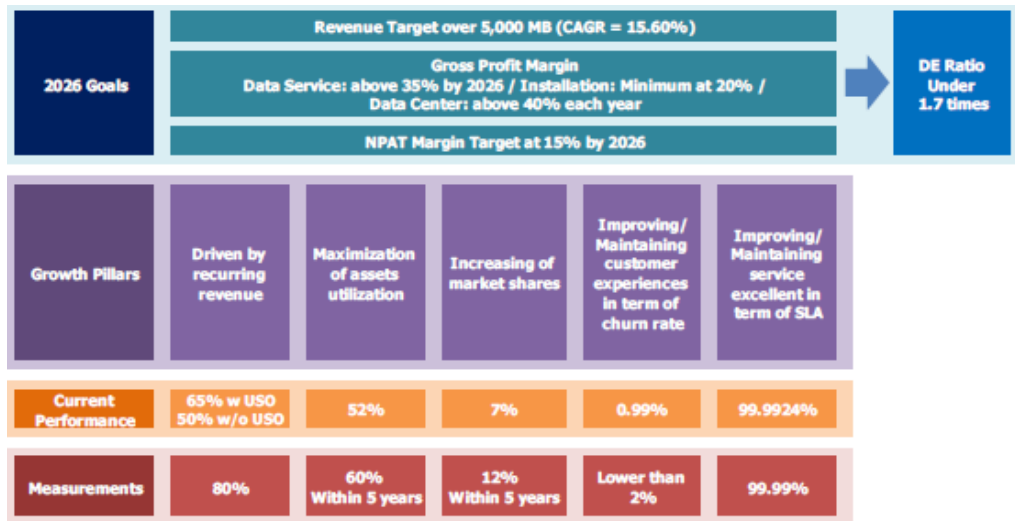 2026 Goals
Revenue Target over 5,000 MB (CAGR = 15.60%)
Gross Profit Margin
Data Service: above 35% by 2026 / Installation: Minimum at 20% /
Data Center: above 40% each year
NPAT Margin Target at 15% by 2026
DE Ratio
Under
1.7 times
Growth Pillars
Driven by
recurring
revenue
Maximization
of assets
utilization
Increasing of
market shares
Improving/
Maintaining
customer
experiences
in term of
churn rate
Improving/
Maintaining
service
excellent in
term of SLA
Current
Performance
65% w USO
50% w/o USO
52%
7%
0.99%
99.9924%
Measurements
80%
60%
Within 5 years
12%
Within 5 years
Lower than
2%
99.99%